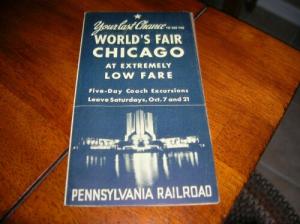 Your Last Chance to see the
WORLD'S FAIR
CHICAGO
AT EXTREMELY
LOW FARE
Five-Day Coach Excursions
Leave Saturdays, Oct. 7 and 21
PENNSYLVANIA RAILROAD